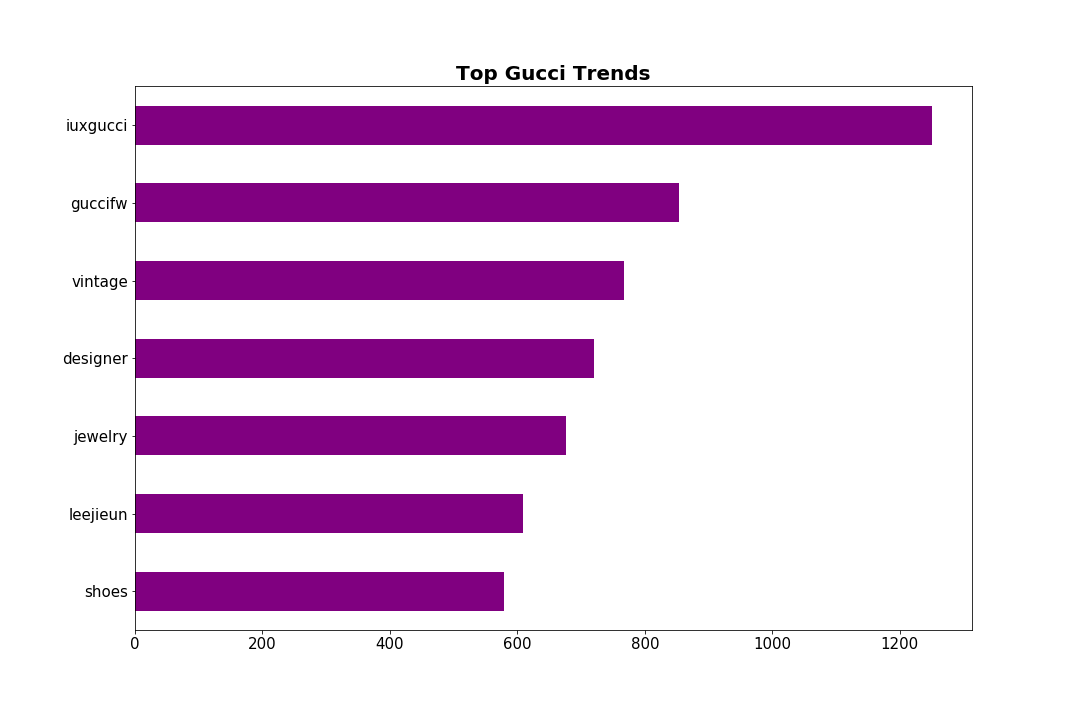 Top Gucci Trends
iuxgucci
guccifw
vintage
designer
jewelry
leejieun
shoes
0 200 400 600 800 1000 1200